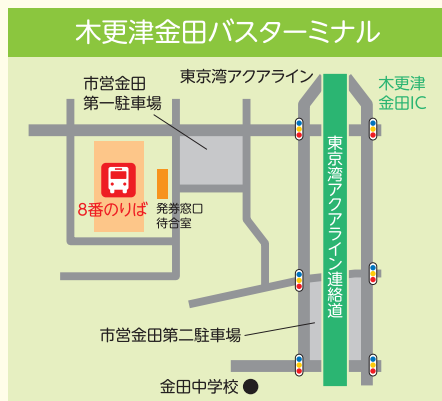 木更津金田バスターミナル
東京湾アクアライン
木更津
金田IC
市営金田
第一駐車場
8番のりば
発券窓口
待合室
東京湾アクアライン連絡道
市営金田第二駐車場
金田中学校